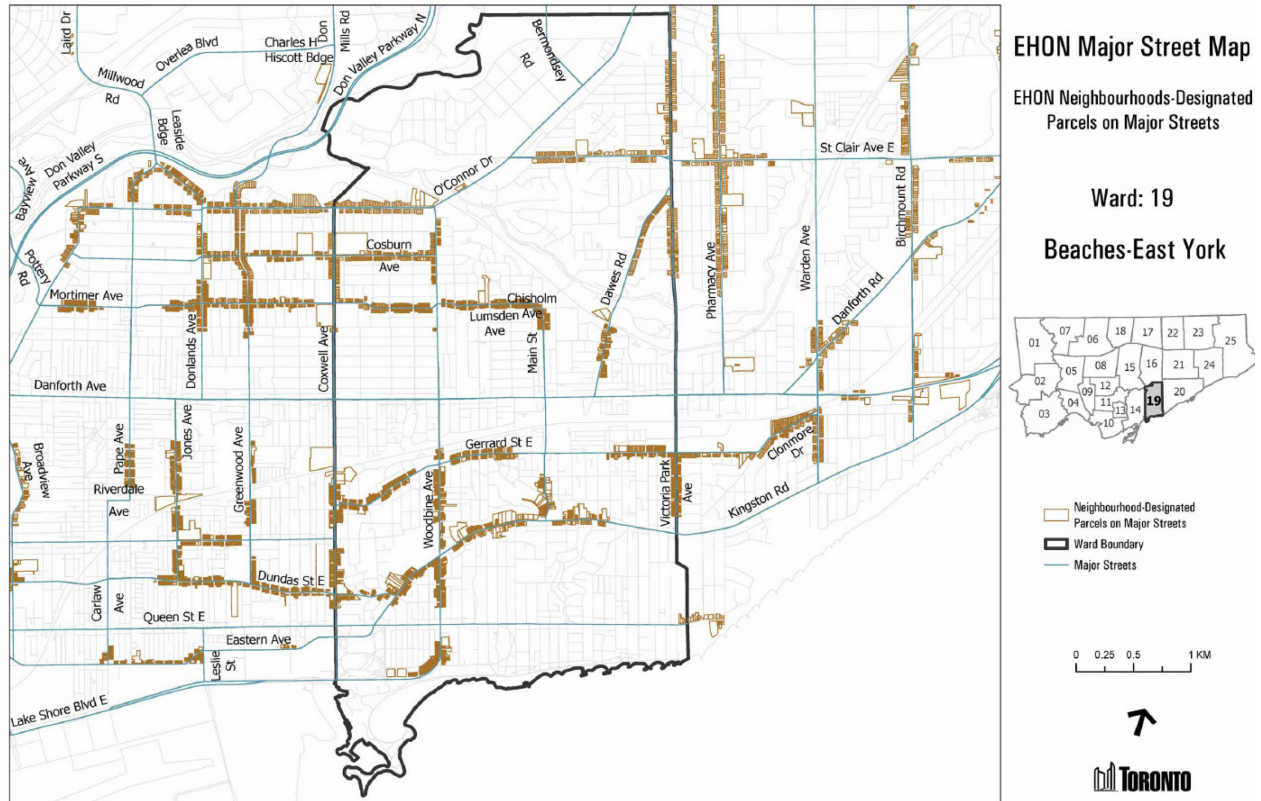 Laird Dr
Overlea Blvd
Charles H
Hiscott Bdge
Don
Mills Rd
Don Valley Parkway N
Bermondsey
Rd
Millwood
Rd
Leaside
Bdge
Bayview
Ave
Don Valley
Parkway S
O'Connor Dr
St Clair Ave E
Birchmount Rd
Pottery
Rd
Cosburn
Ave
Dawes Rd
Pharmacy Ave
Warden Ave
Danforth Rd
Mortimer Ave
Donlands Ave
Coxwell Ave
Chisholm
Lumsden Ave
Ave
Main St
Danforth Ave
Broadview
Ave
Pape Ave
Riverdale
Ave
Jones Ave
Greenwood Ave
Gerrard St E
Woodbine Ave
Clonmore
Dr
Victoria Park
Ave
Kingston Rd
Dundas St E
Carlaw
Ave
Queen St E
Eastern Ave
Leslie
St
Lake Shore Blvd E
EHON Major Street Map
EHON Neighbourhoods-Designated
Parcels on Major Streets
Ward: 19
Beaches-East York
01
02
03
04
05
06
07
08
09
10
11
12
13
14
15
16
17
18
19
20
21
22
23
24
25
Neighbourhood-Designated
Parcels on Major Streets
Ward Boundary
Major Streets
0 0.25 0.5 1 KM
TORONTO